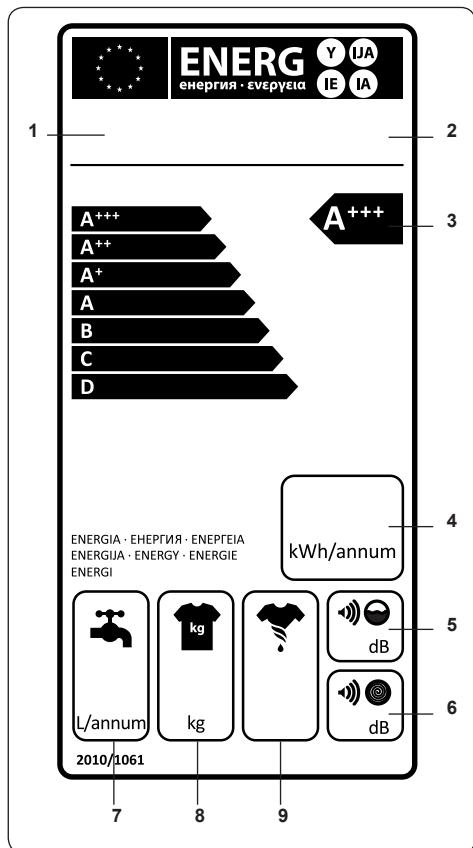 ENERG Y IJA
енергия · ενεργεια IE IA
1 2
A+++ 3
A+++
A++
A+
A
B
C
D
4
kWh/annum
ENERGIA · ЕНЕРГИЯ · ΕΝΕΡΓΕΙΑ
ENERGIJA · ENERGY · ENERGIE
ENERGI
5
dB
kg
6
L/annum kg dB
2010/1061
7 8 9